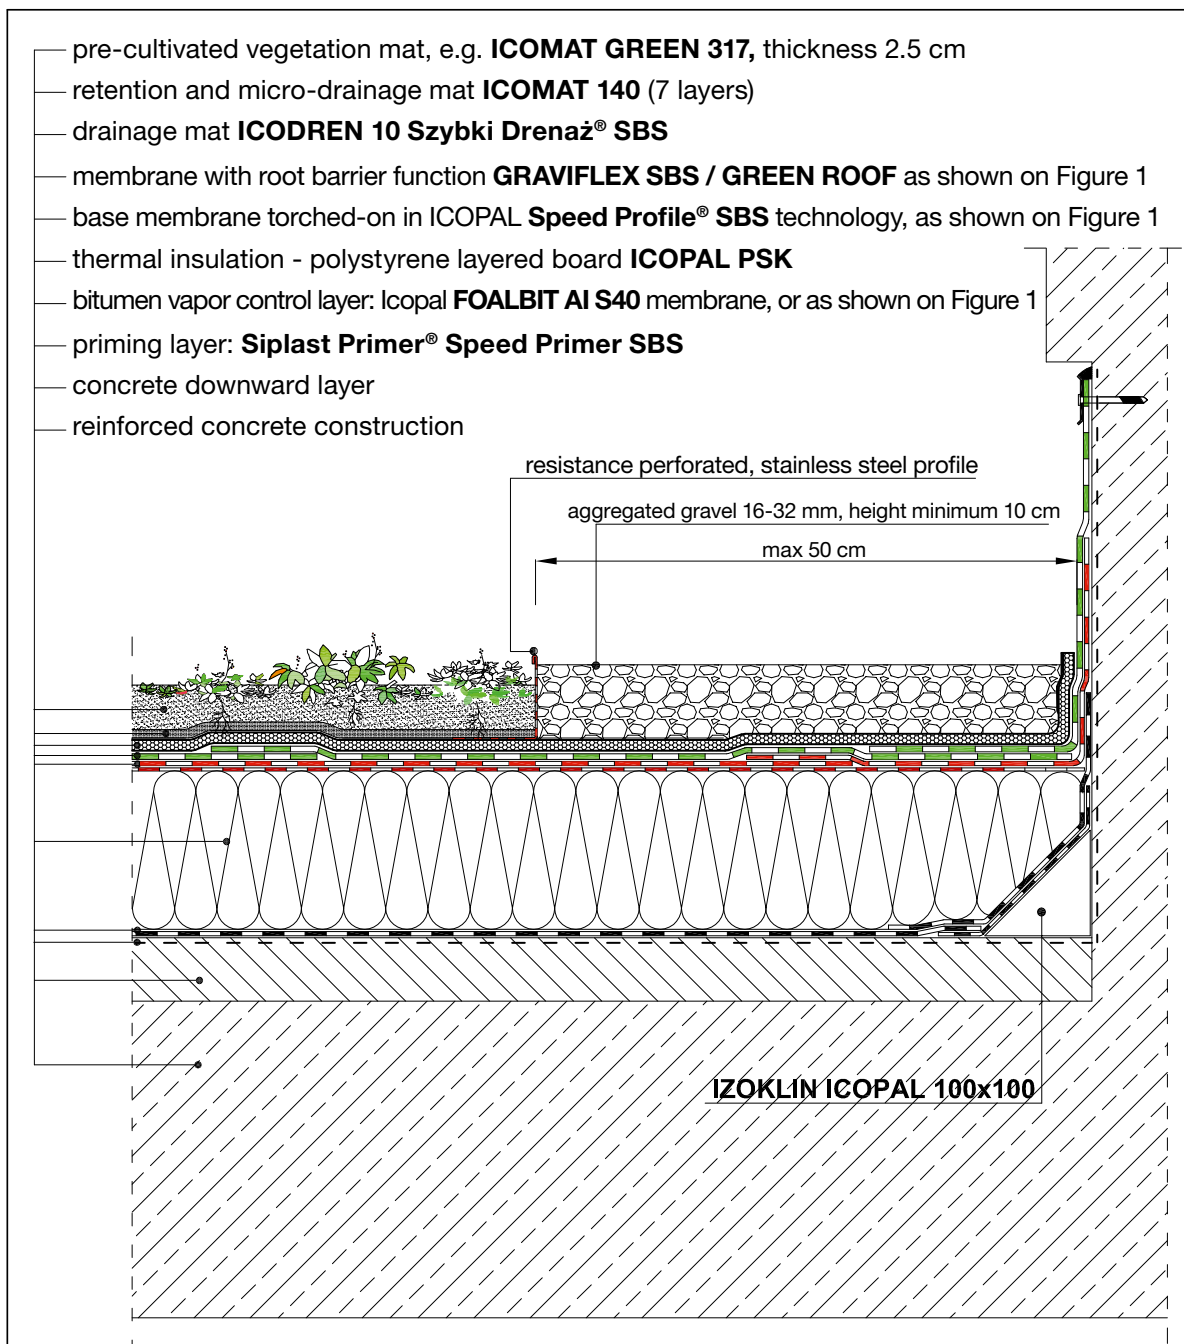 pre-cultivated vegetation mat, e.g. ICOMAT GREEN 317, thickness 2.5 cm
retention and micro-drainage mat ICOMAT 140 (7 layers)
drainage mat ICODREN 10 Szybki Drenaż® SBS
membrane with root barrier function GRAVIFLEX SBS / GREEN ROOF as shown on Figure 1
base membrane torched-on in ICOPAL Speed Profile® SBS technology, as shown on Figure 1
thermal insulation - polystyrene layered board ICOPAL PSK
bitumen vapor control layer: Icopal FOALBIT AI S40 membrane, or as shown on Figure 1
priming layer: Siplast Primer® Speed Primer SBS
concrete downward layer
reinforced concrete construction
resistance perforated, stainless steel profile
aggregated gravel 16-32 mm, height minimum 10 cm
max 50 cm
IZOKLIN ICOPAL 100x100